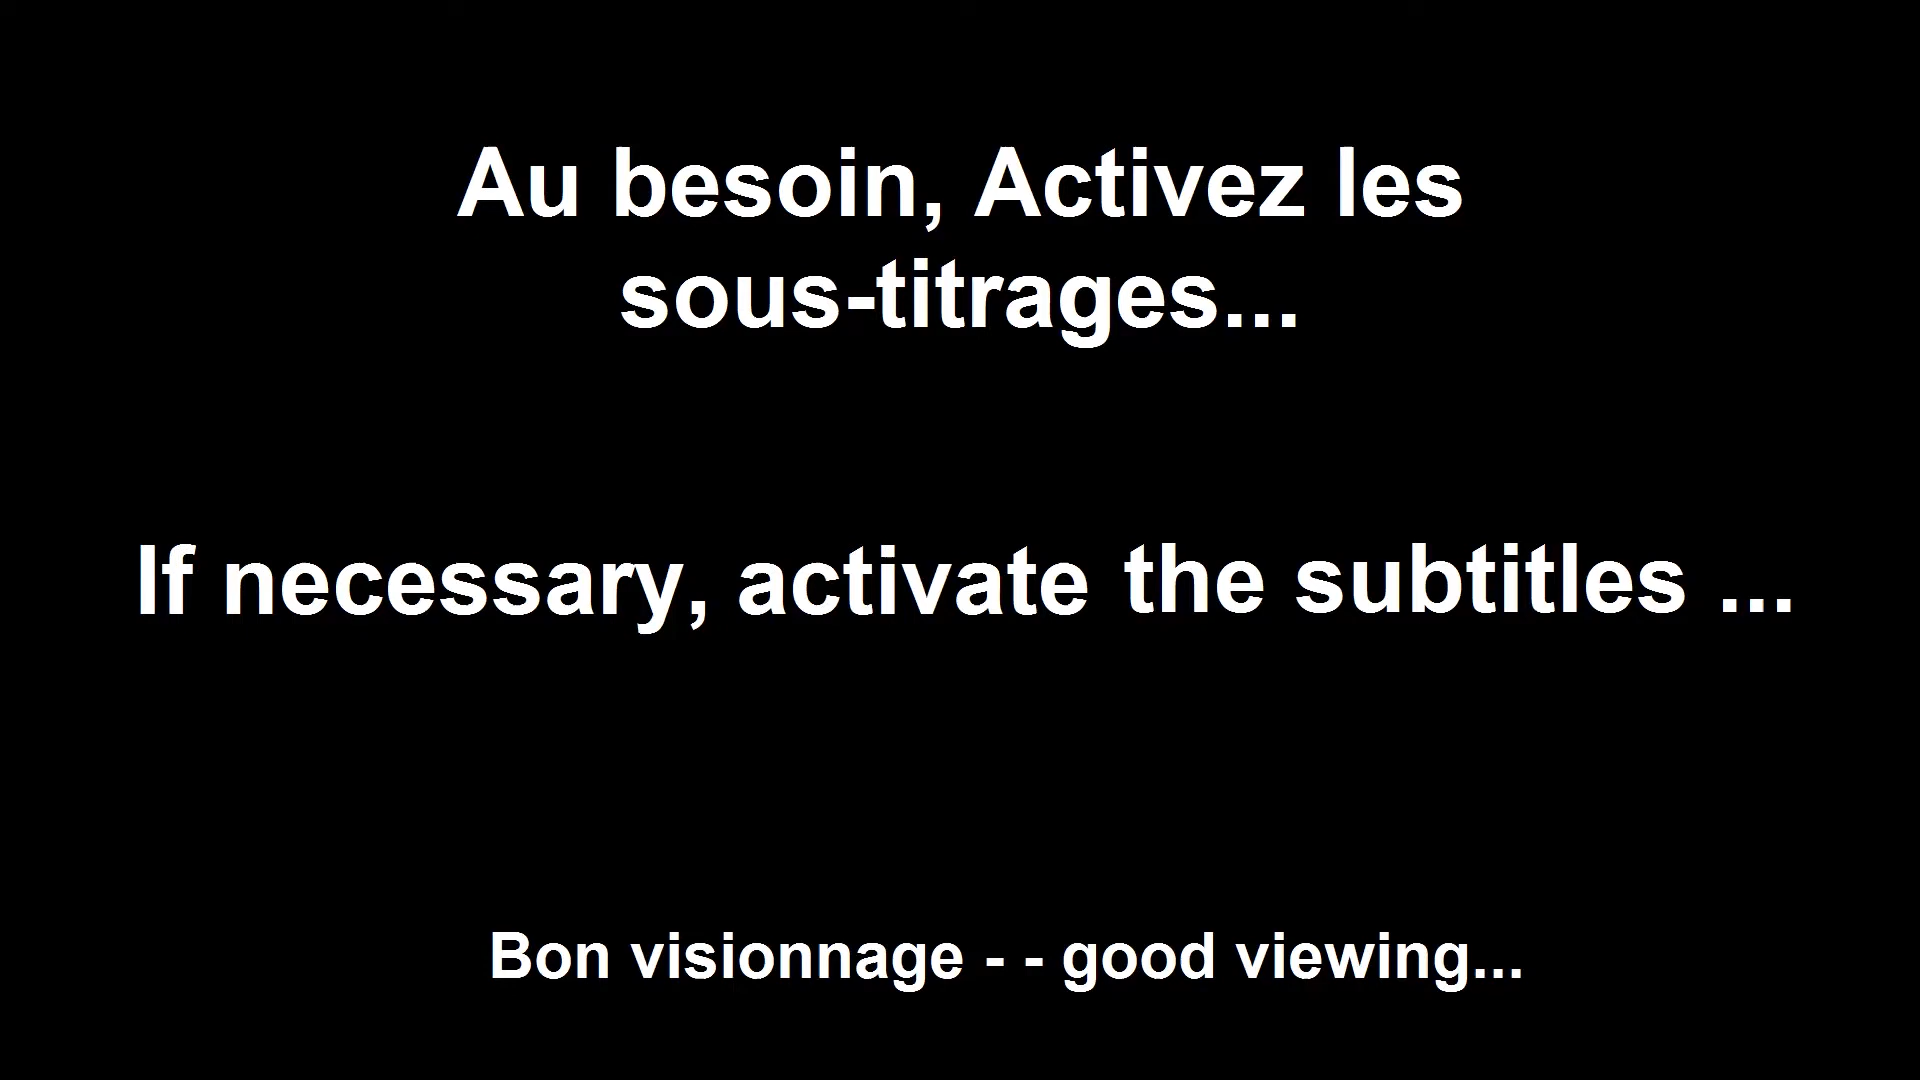 Au besoin, Activez les
sous-titrages...
If necessary, activate the subtitles ...
Bon visionnage - - good viewing...